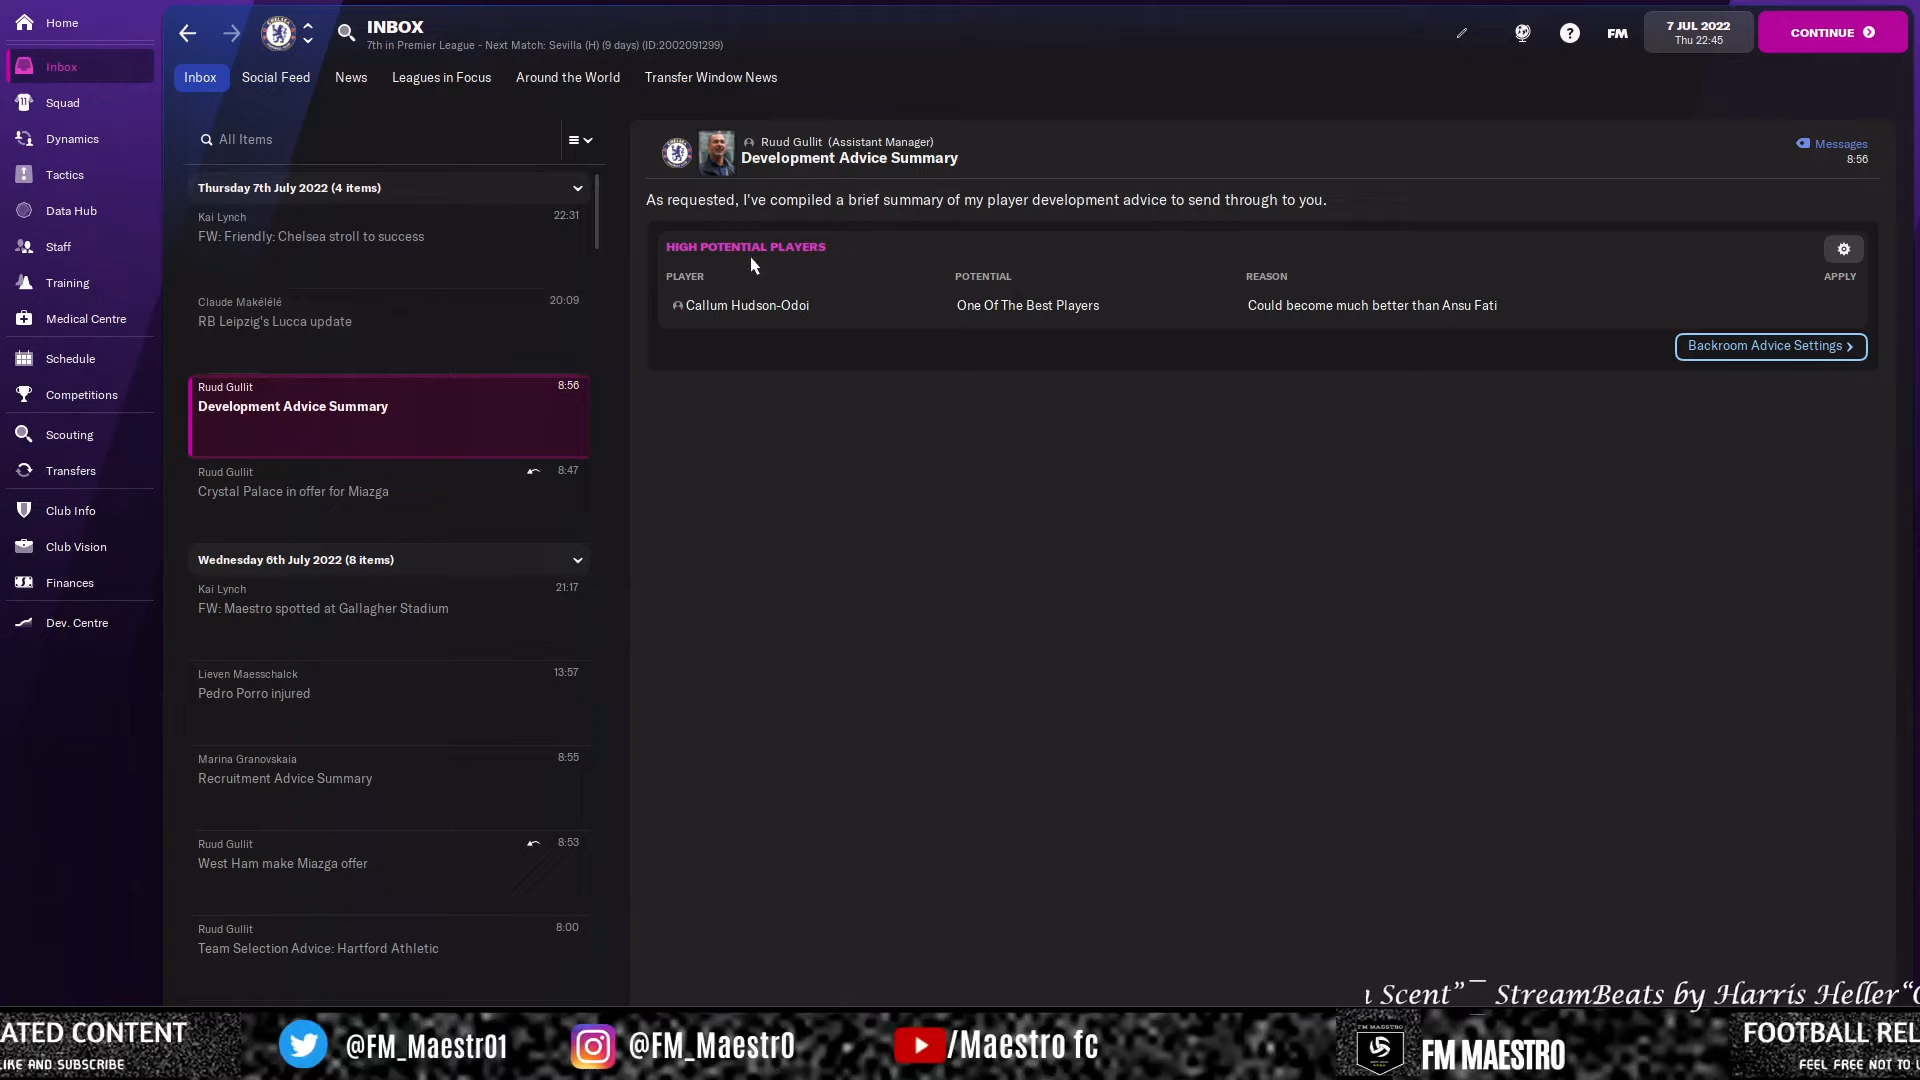 Home
Inbox
Squad
Dynamics
Tactics
Data Hub
Staff
Training
Medical Centre
Schedule
Competitions
Scouting
Transfers
Club Info
Club Vision
Finances
Dev. Centre
INBOX
7th in Premier League - Next Match: Sevilla (H) (9 days) (ID:2002091299)
FM
7 JUL 2022
Thu 22:45
CONTINUE
Inbox Social Feed News Leagues in Focus Around the World Transfer Window News
All Items
Thursday 7th July 2022 (4 items)
Kai Lynch 22:31
FW: Friendly: Chelsea stroll to success
Claude Makélélé 20:09
RB Leipzig's Lucca update
Ruud Gullit 8:56
Development Advice Summary
Ruud Gullit 8:47
Crystal Palace in offer for Miazga
Wednesday 6th July 2022 (8 items)
Kai Lynch 21:17
FW: Maestro spotted at Gallagher Stadium
Lieven Maesschalck 13:57
Pedro Porro injured
Marina Granovskaia 8:55
Recruitment Advice Summary
Ruud Gullit 8:53
West Ham make Miazga offer
Ruud Gullit 8:00
Team Selection Advice: Hartford Athletic
Ruud Gullit (Assistant Manager)
Development Advice Summary
Messages
8:56
As requested, I've compiled a brief summary of my player development advice to send through to you.
HIGH POTENTIAL PLAYERS
PLAYER POTENTIAL REASON APPLY
Callum Hudson-Odoi One Of The Best Players Could become much better than Ansu Fati
Backroom Advice Settings
Scent" – StreamBeats by Harris Heller "
ATED CONTENT
IKE AND SUBSCRIBE
@FM_Maestr01
@FM_Maestr0
/Maestro fc
FM MAESTRO
FM MAESTRO
FOOTBALL REL
FEEL FREE NOT TO